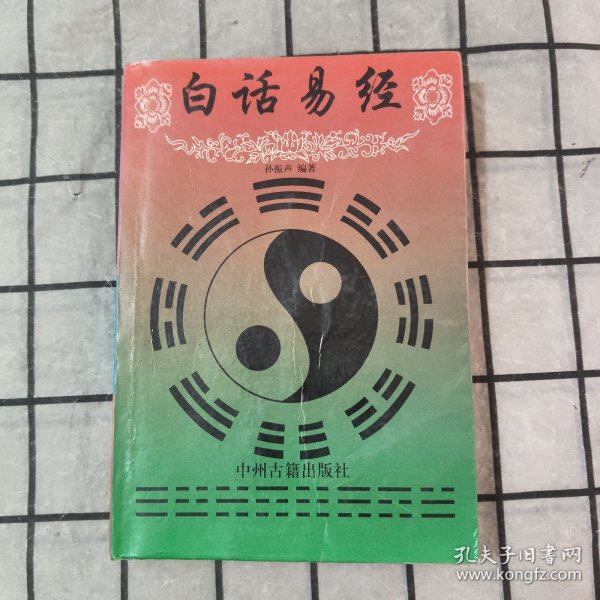 白话易经
孙振声 编著
中州古籍出版社
孔夫子旧书网
www.kongfz.com